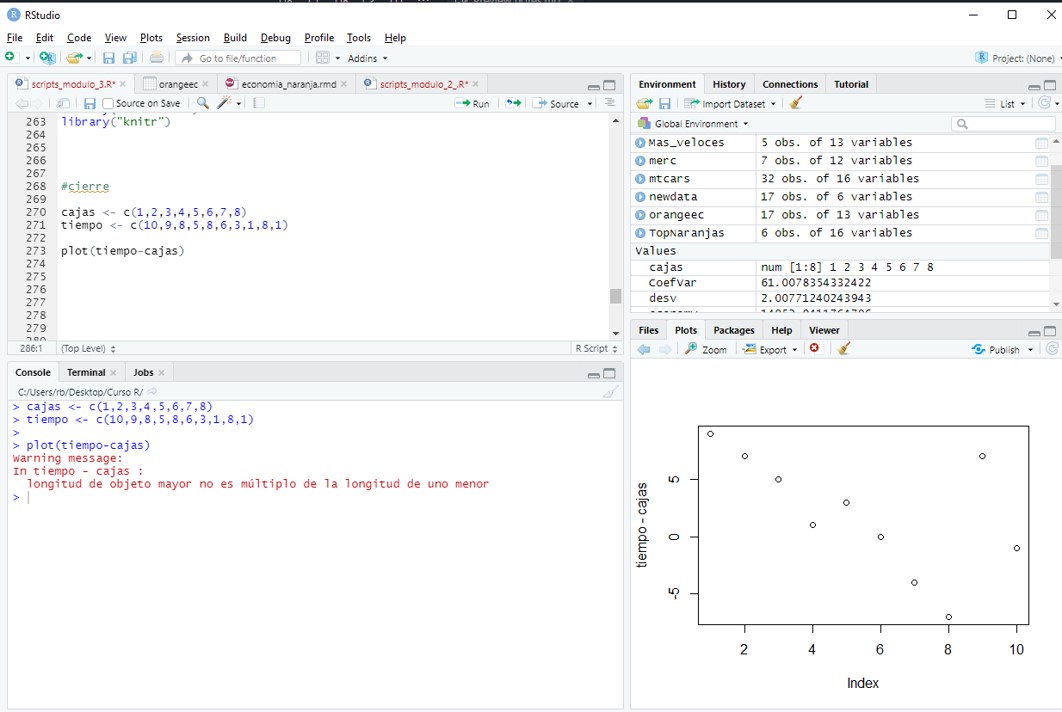 RStudio
File Edit Code View Plots Session Build Debug Profile Tools Help
Go to file/function Addins Project: (None)
scripts_modulo_3.R* orangeec economia_naranja.rmd scripts_modulo_2_.R*
Source on Save Run Source
263 library("knitr")
264
265
266
267
268 #cierre
269
270 cajas <- c(1,2,3,4,5,6,7,8)
271 tiempo <- c(10,9,8,5,8,6,3,1,8,1)
272
273 plot(tiempo-cajas)
274
275
276
277
278
279
286:1 (Top Level) R Script
Console Terminal Jobs
C:/Users/rb/Desktop/Curso R/
> cajas <- c(1,2,3,4,5,6,7,8)
> tiempo <- c(10,9,8,5,8,6,3,1,8,1)
>
> plot(tiempo-cajas)
Warning message:
In tiempo - cajas :
longitud de objeto mayor no es múltiplo de la longitud de uno menor
>
Environment History Connections Tutorial
Import Dataset List
Global Environment
Mas_veloces 5 obs. of 13 variables
merc 7 obs. of 12 variables
mtcars 32 obs. of 16 variables
newdata 17 obs. of 6 variables
orangeec 17 obs. of 13 variables
TopNaranjas 6 obs. of 16 variables
Values
cajas num [1:8] 1 2 3 4 5 6 7 8
CoefVar 61.0078354332422
desv 2.00771240243943
Files Plots Packages Help Viewer
Zoom Export Publish
tiempo - cajas
5
0
-5
2 4 6 8 10
Index